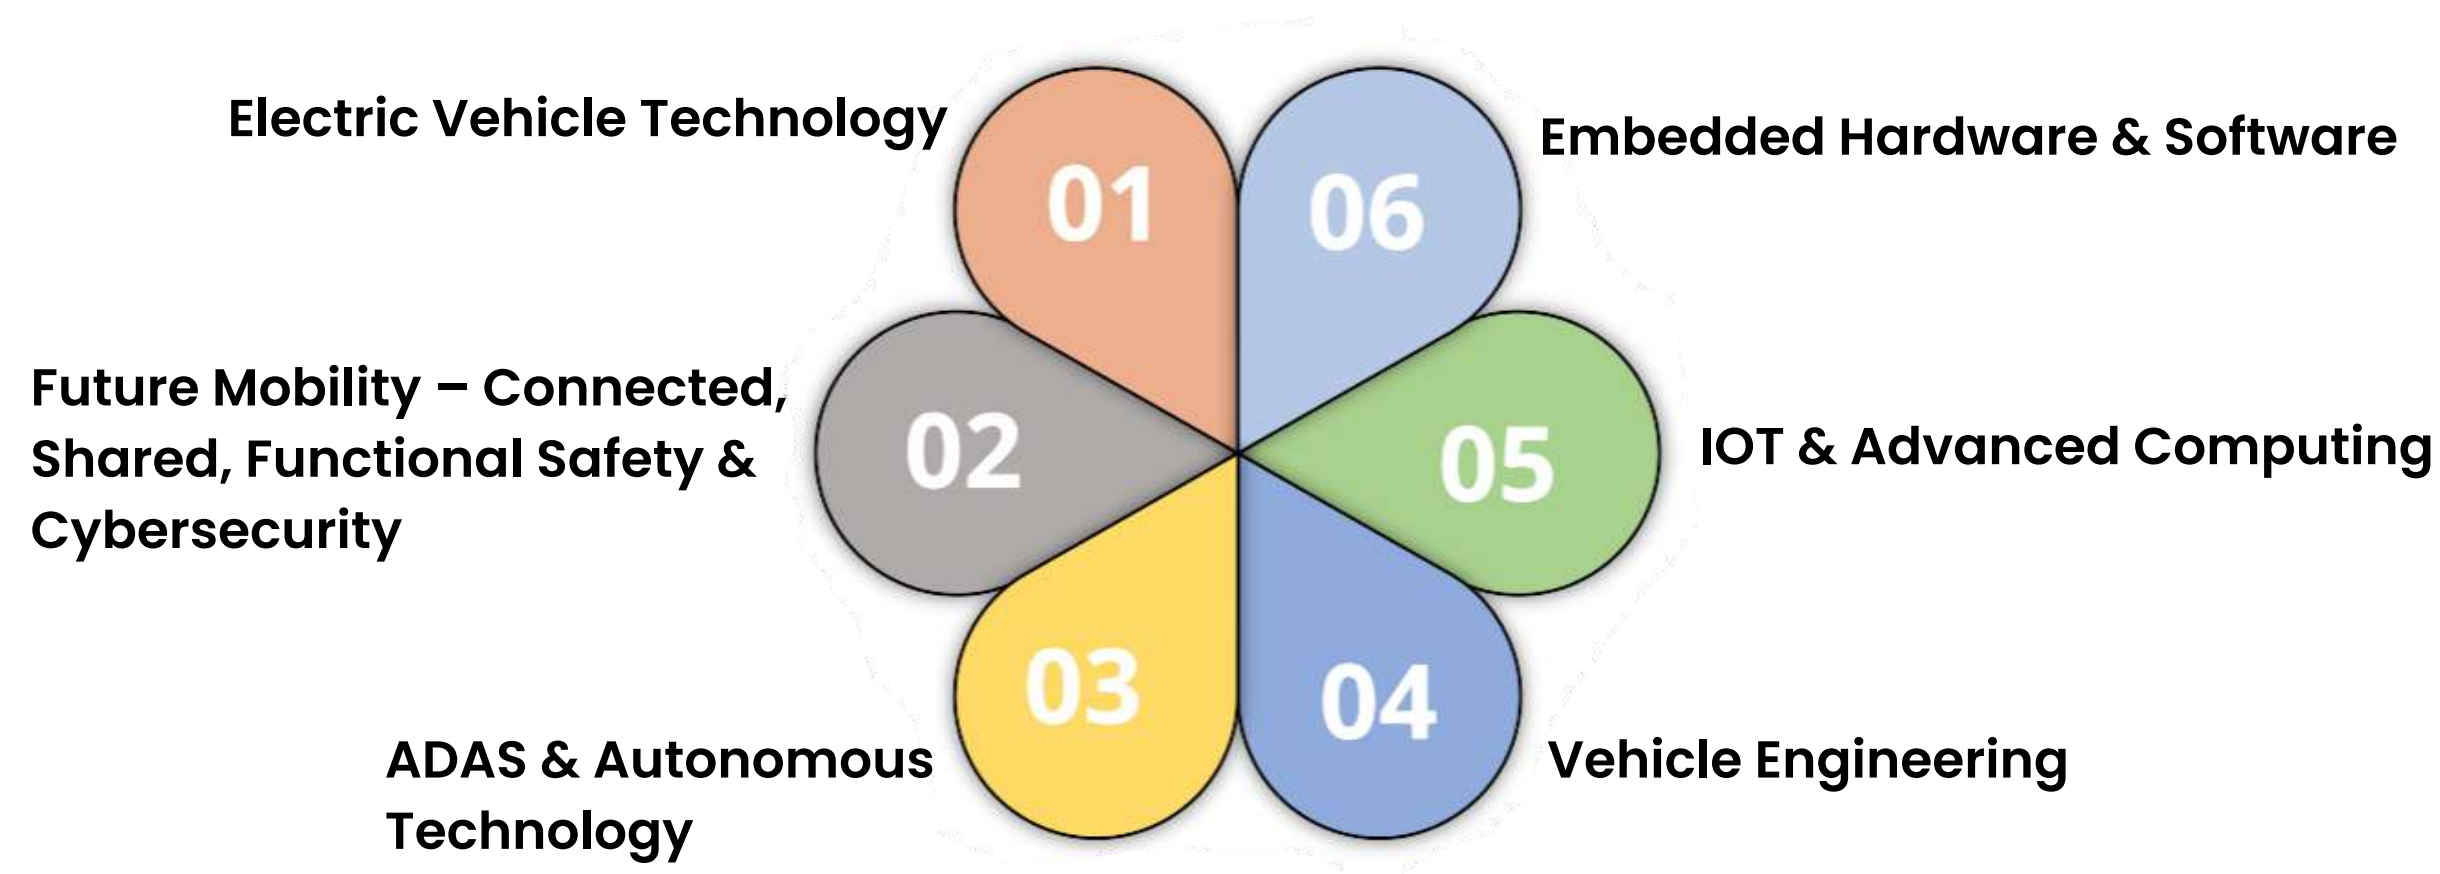 Electric Vehicle Technology
01
06
Embedded Hardware & Software
Future Mobility – Connected,
Shared, Functional Safety &
Cybersecurity
02
05
IOT & Advanced Computing
03
04
ADAS & Autonomous
Technology
Vehicle Engineering